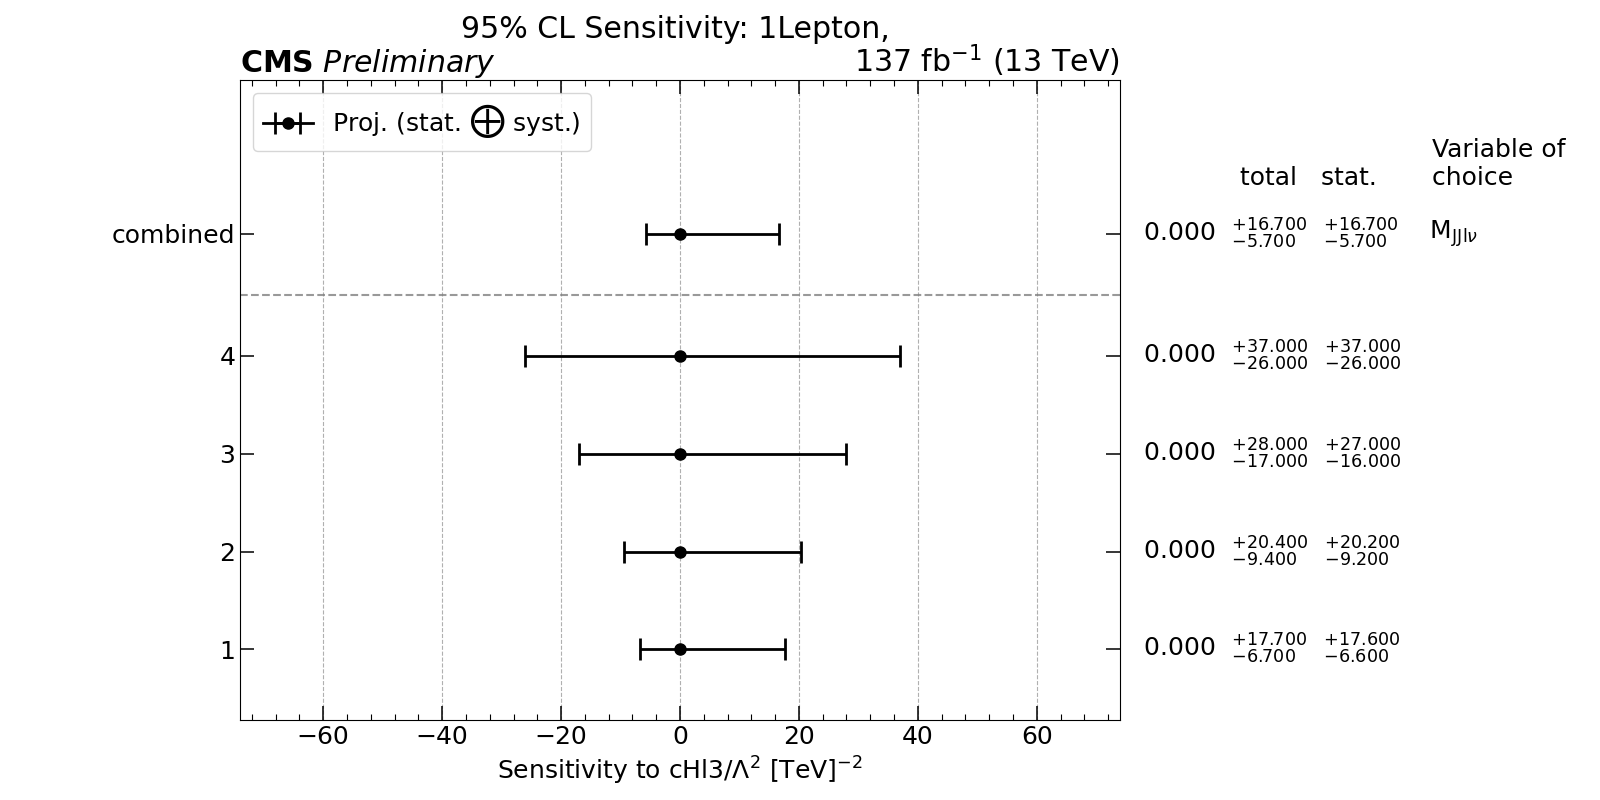 95% CL Sensitivity: 1Lepton,
CMS Preliminary 137 fb⁻¹ (13 TeV)
Proj. (stat. ⊕ syst.)
Variable of
total stat. choice
combined 0.000 +16.700 −5.700 +16.700 −5.700 M_JJlν
4 0.000 +37.000 −26.000 +37.000 −26.000
3 0.000 +28.000 −17.000 +27.000 −16.000
2 0.000 +20.400 −9.400 +20.200 −9.200
1 0.000 +17.700 −6.700 +17.600 −6.600
−60 −40 −20 0 20 40 60
Sensitivity to cHl3/Λ² [TeV]⁻²